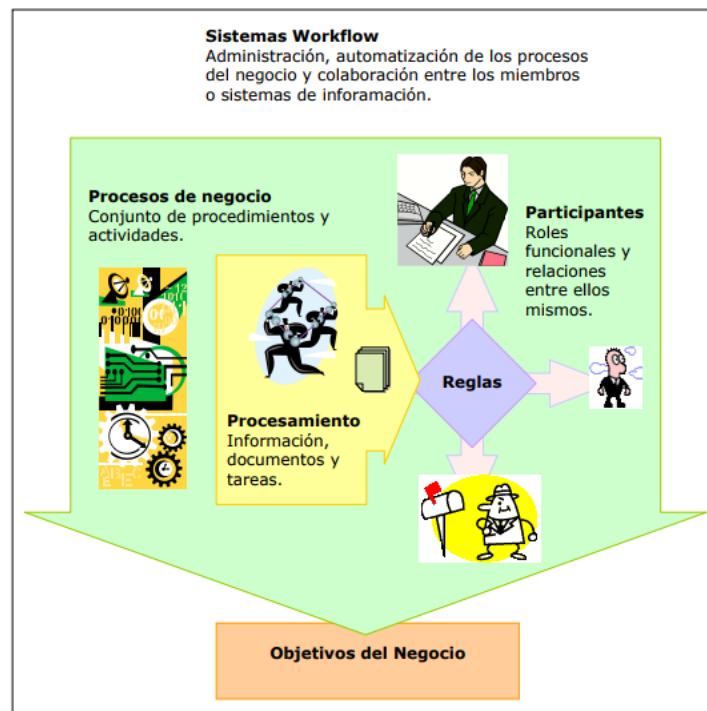 Sistemas Workflow
Administración, automatización de los procesos
del negocio y colaboración entre los miembros
o sistemas de inforamación.
Procesos de negocio
Conjunto de procedimientos y
actividades.
Participantes
Roles
funcionales y
relaciones
entre ellos
mismos.
Reglas
Procesamiento
Información,
documentos y
tareas.
Objetivos del Negocio